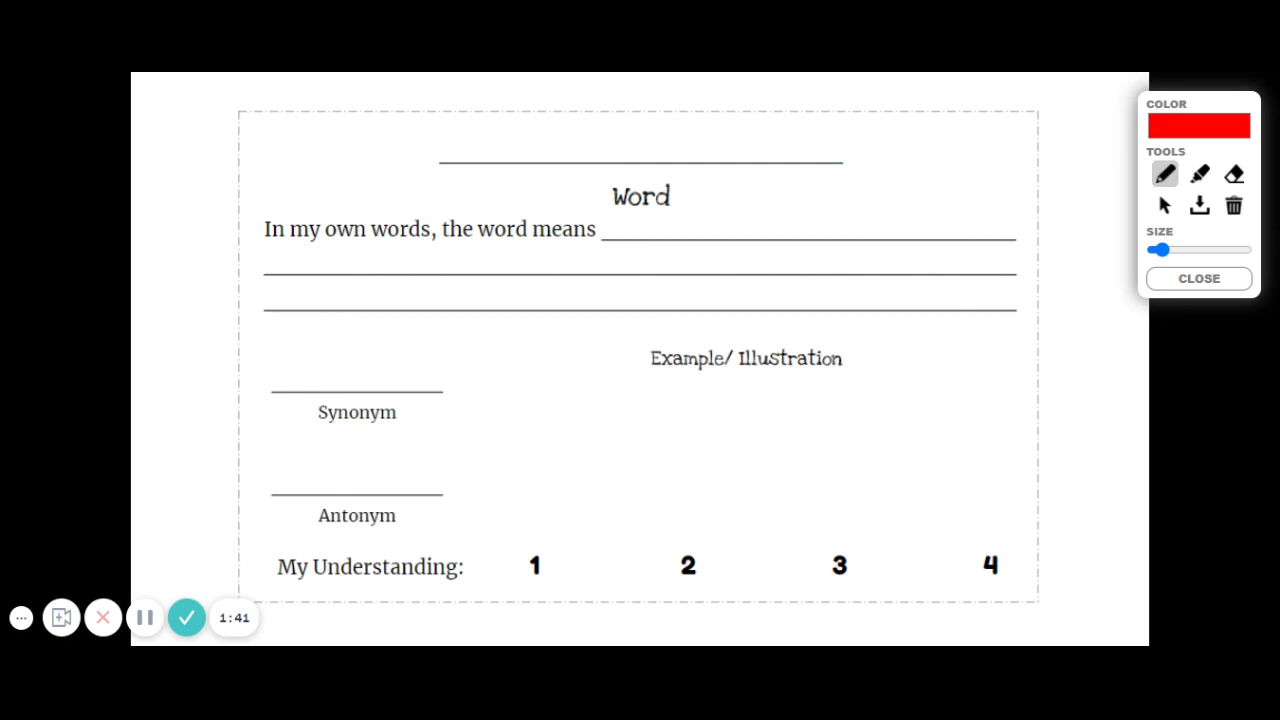 COLOR
TOOLS
Word
In my own words, the word means
SIZE
CLOSE
Example/ Illustration
Synonym
Antonym
My Understanding: 1 2 3 4
1:41